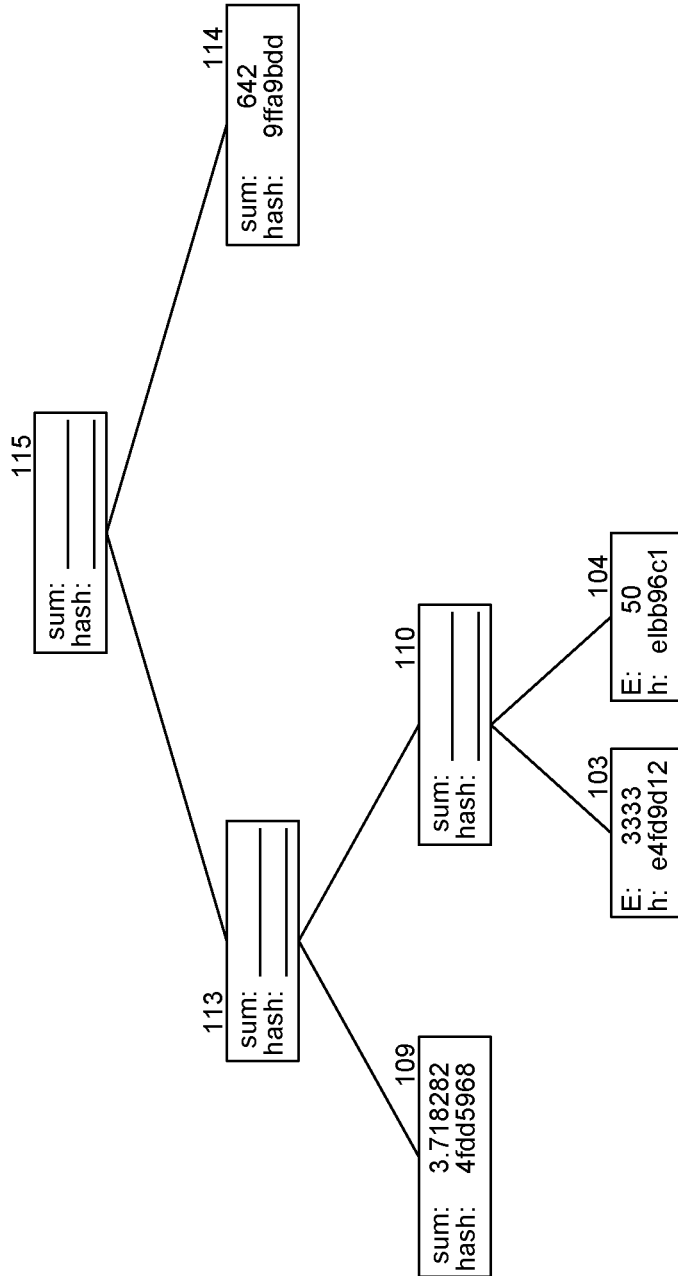 115
sum:
hash:
113
sum:
hash:
114
sum: 642
hash: 9ffa9bdd
109
sum: 3.718282
hash: 4fdd5968
110
sum:
hash:
103
E: 3333
h: e4fd9d12
104
E: 50
h: elbb96c1